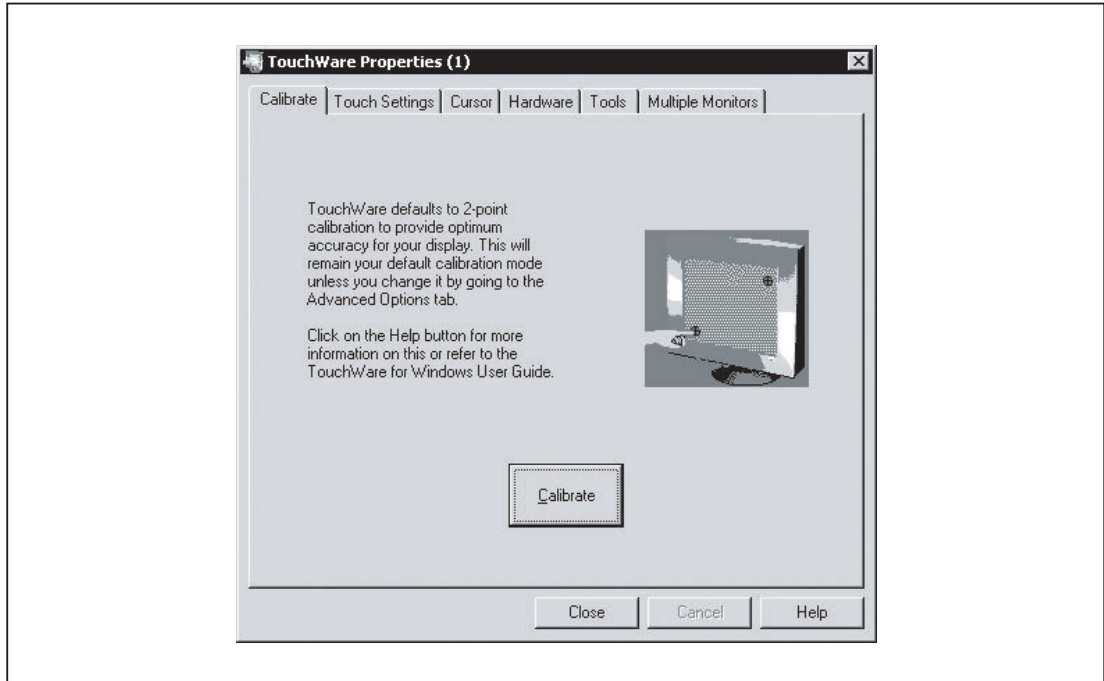 TouchWare Properties (1)
Calibrate Touch Settings Cursor Hardware Tools Multiple Monitors
TouchWare defaults to 2-point
calibration to provide optimum
accuracy for your display. This will
remain your default calibration mode
unless you change it by going to the
Advanced Options tab.
Click on the Help button for more
information on this or refer to the
TouchWare for Windows User Guide.
Calibrate
Close Cancel Help